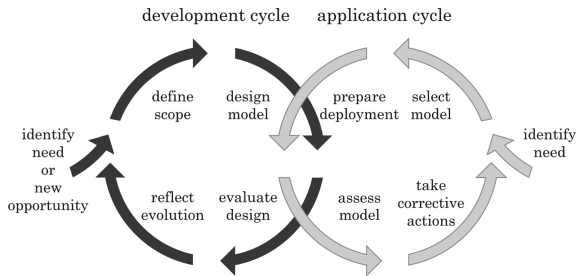 development cycle
application cycle
define
scope
design
model
prepare
deployment
select
model
identify
need
or
new
opportunity
identify
need
reflect
evolution
evaluate
design
assess
model
take
corrective
actions